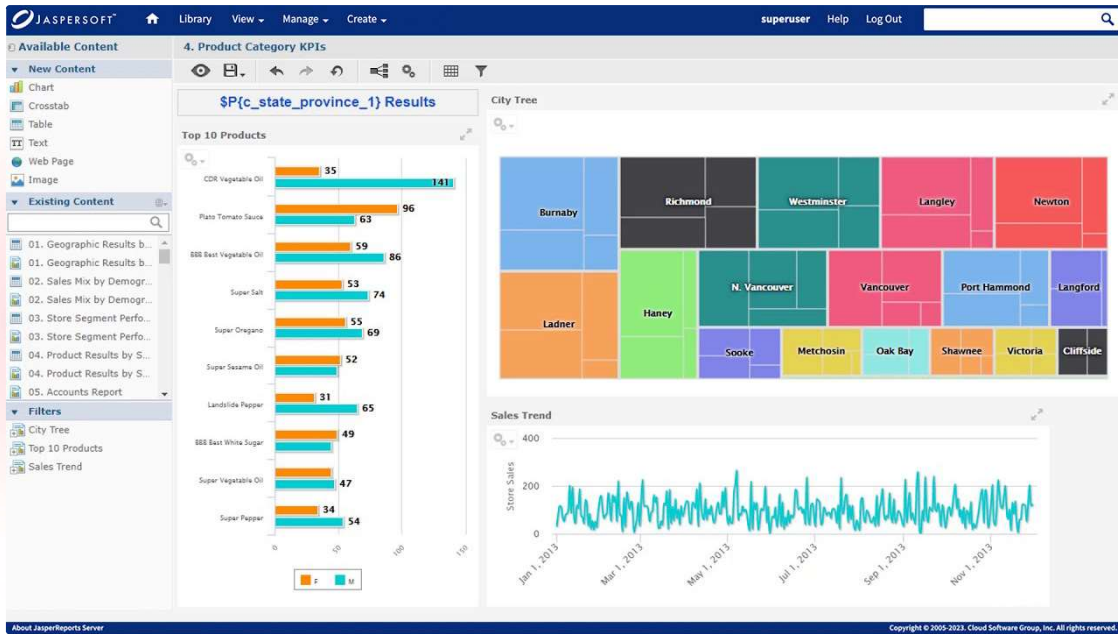 JASPERSOFT™ Library View Manage Create superuser Help Log Out
Available Content
New Content
Chart
Crosstab
Table
Text
Web Page
Image
Existing Content
01. Geographic Results b...
01. Geographic Results b...
02. Sales Mix by Demogr...
02. Sales Mix by Demogr...
03. Store Segment Perfo...
03. Store Segment Perfo...
04. Product Results by S...
04. Product Results by S...
05. Accounts Report
Filters
City Tree
Top 10 Products
Sales Trend
4. Product Category KPIs
$P{c_state_province_1} Results
Top 10 Products
CDR Vegetable Oil 35
141
Plato Tomato Sauce 96
63
BBB Best Vegetable Oil 59
86
Super Salt 53
74
Super Oregano 55
69
Super Sesame Oil 52
Landslide Pepper 31
65
BBB Best White Sugar 49
Super Vegetable Oil 47
Super Pepper 34
54
0 50 100 150
F M
City Tree
Burnaby Richmond Westminster Langley Newton
Ladner Haney N. Vancouver Vancouver Port Hammond Langford
Sooke Metchosin Oak Bay Shawnee Victoria Cliffside
Sales Trend
Store Sales
400
200
0
Jan 1, 2013 Mar 1, 2013 May 1, 2013 Jul 1, 2013 Sep 1, 2013 Nov 1, 2013
About JasperReports Server Copyright © 2005-2023. Cloud Software Group, Inc. All rights reserved.